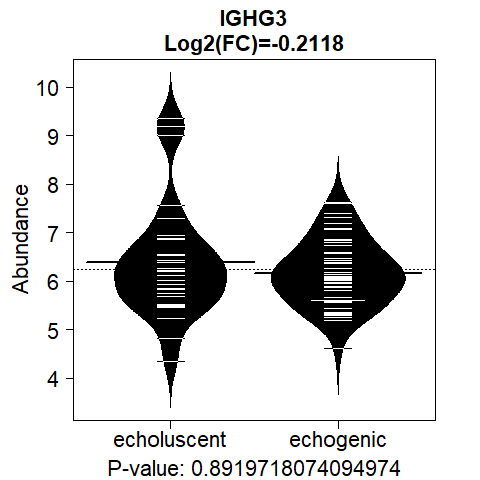 IGHG3
Log2(FC)=-0.2118
Abundance
10
9
8
7
6
5
4
echoluscent echogenic
P-value: 0.8919718074094974